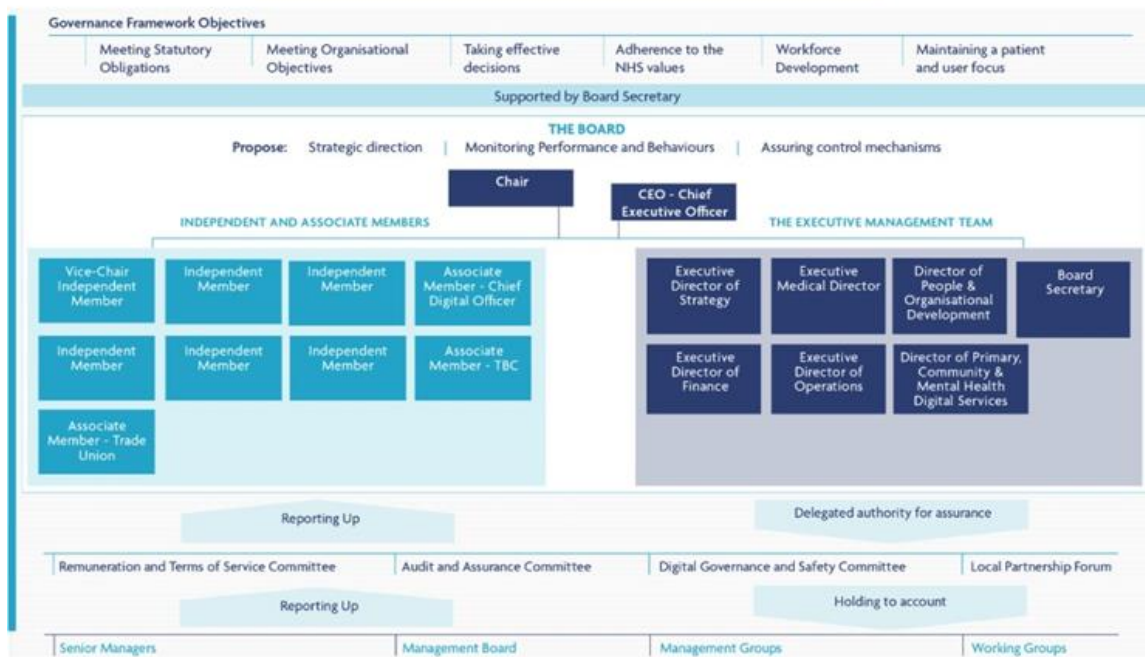 Governance Framework Objectives
Meeting Statutory
Obligations
Meeting Organisational
Objectives
Taking effective
decisions
Adherence to the
NHS values
Workforce
Development
Maintaining a patient
and user focus
Supported by Board Secretary
THE BOARD
Propose: Strategic direction Monitoring Performance and Behaviours Assuring control mechanisms
Chair
CEO - Chief
Executive Officer
INDEPENDENT AND ASSOCIATE MEMBERS
THE EXECUTIVE MANAGEMENT TEAM
Vice-Chair
Independent
Member
Independent
Member
Independent
Member
Associate
Member - Chief
Digital Officer
Independent
Member
Independent
Member
Independent
Member
Associate
Member - TBC
Associate
Member - Trade
Union
Executive
Director of
Strategy
Executive
Medical Director
Director of
People &
Organisational
Development
Board
Secretary
Executive
Director of
Finance
Executive
Director of
Operations
Director of Primary,
Community &
Mental Health
Digital Services
Reporting Up
Delegated authority for assurance
Remuneration and Terms of Service Committee
Audit and Assurance Committee
Digital Governance and Safety Committee
Local Partnership Forum
Reporting Up
Holding to account
Senior Managers
Management Board
Management Groups
Working Groups